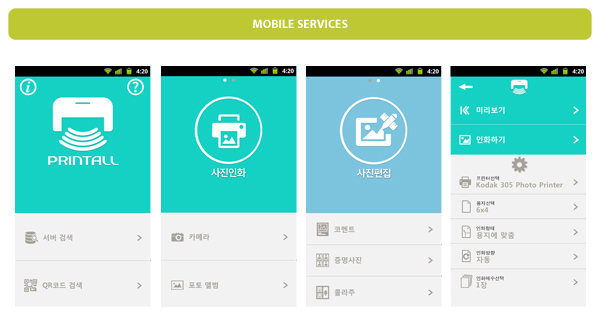 MOBILE SERVICES
4:20
PRINTALL
서버 검색
QR코드 검색
4:20
사진인화
카메라
포토 앨범
4:20
사진편집
코멘트
증명사진
콜라주
4:20
미리보기
인화하기
프린터선택
Kodak 305 Photo Printer
용지선택
6x4
인화형태
용지에 맞춤
인화방향
자동
인화매수선택
1장